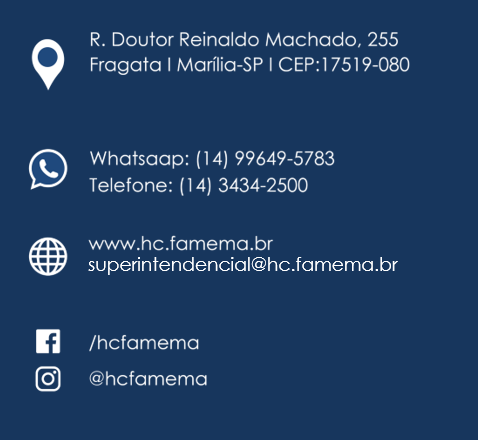 R. Doutor Reinaldo Machado, 255
Fragata I Marília-SP I CEP:17519-080
Whatsaap: (14) 99649-5783
Telefone: (14) 3434-2500
www.hc.famema.br
superintendencial@hc.famema.br
/hcfamema
@hcfamema